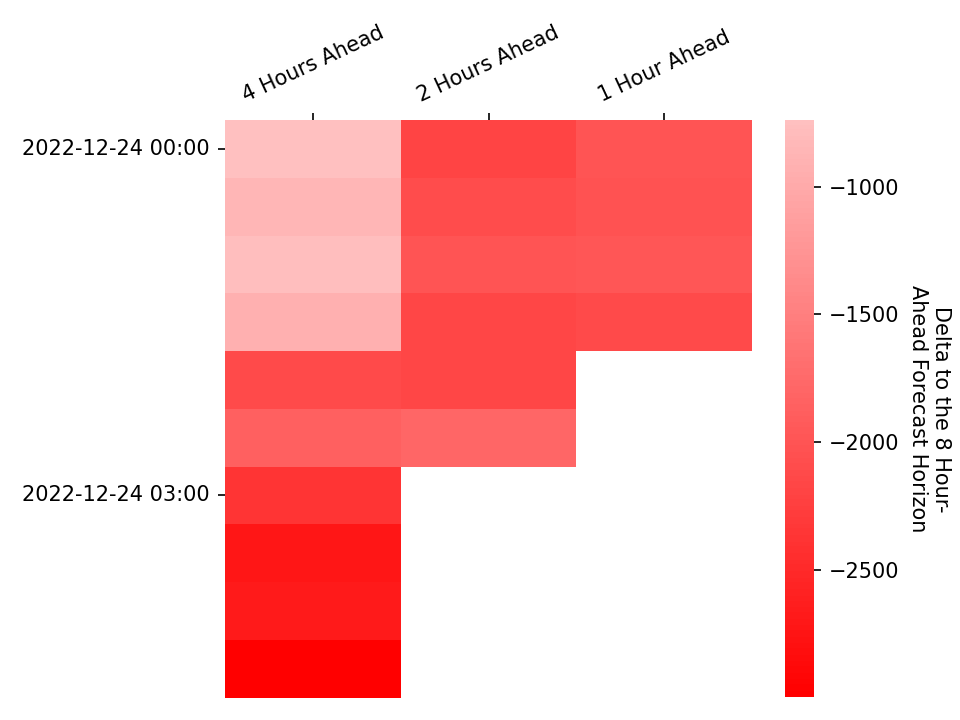 4 Hours Ahead
2 Hours Ahead
1 Hour Ahead
2022-12-24 00:00
2022-12-24 03:00
−1000
−1500
−2000
−2500
Delta to the 8 Hour-
Ahead Forecast Horizon